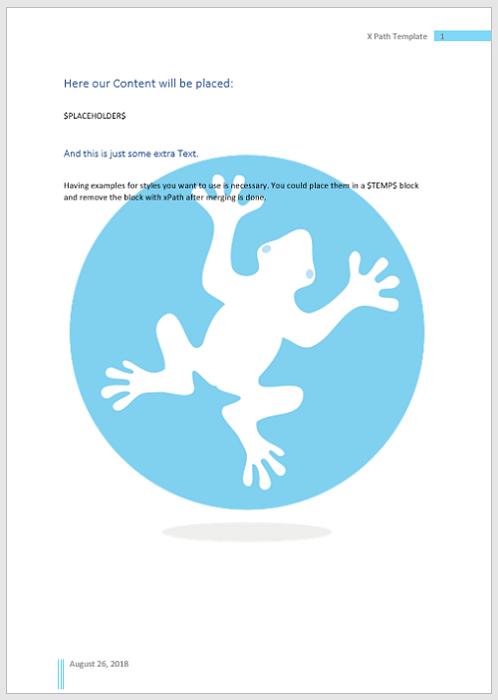 X Path Template 1
Here our Content will be placed:
$PLACEHOLDER$
And this is just some extra Text.
Having examples for styles you want to use is necessary. You could place them in a $TEMP$ block
and remove the block with xPath after merging is done.
August 26, 2018